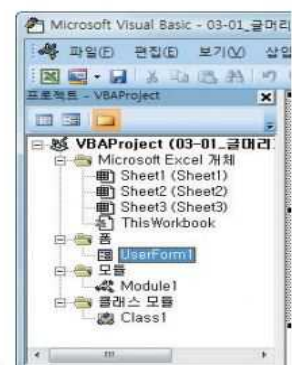 Microsoft Visual Basic - 03-01_글머리
파일(F) 편집(E) 보기(V) 삽입
프로젝트 - VBAProject
VBAProject (03-01_글머리
Microsoft Excel 개체
Sheet1 (Sheet1)
Sheet2 (Sheet2)
Sheet3 (Sheet3)
ThisWorkbook
폼
UserForm1
모듈
Module1
클래스 모듈
Class1